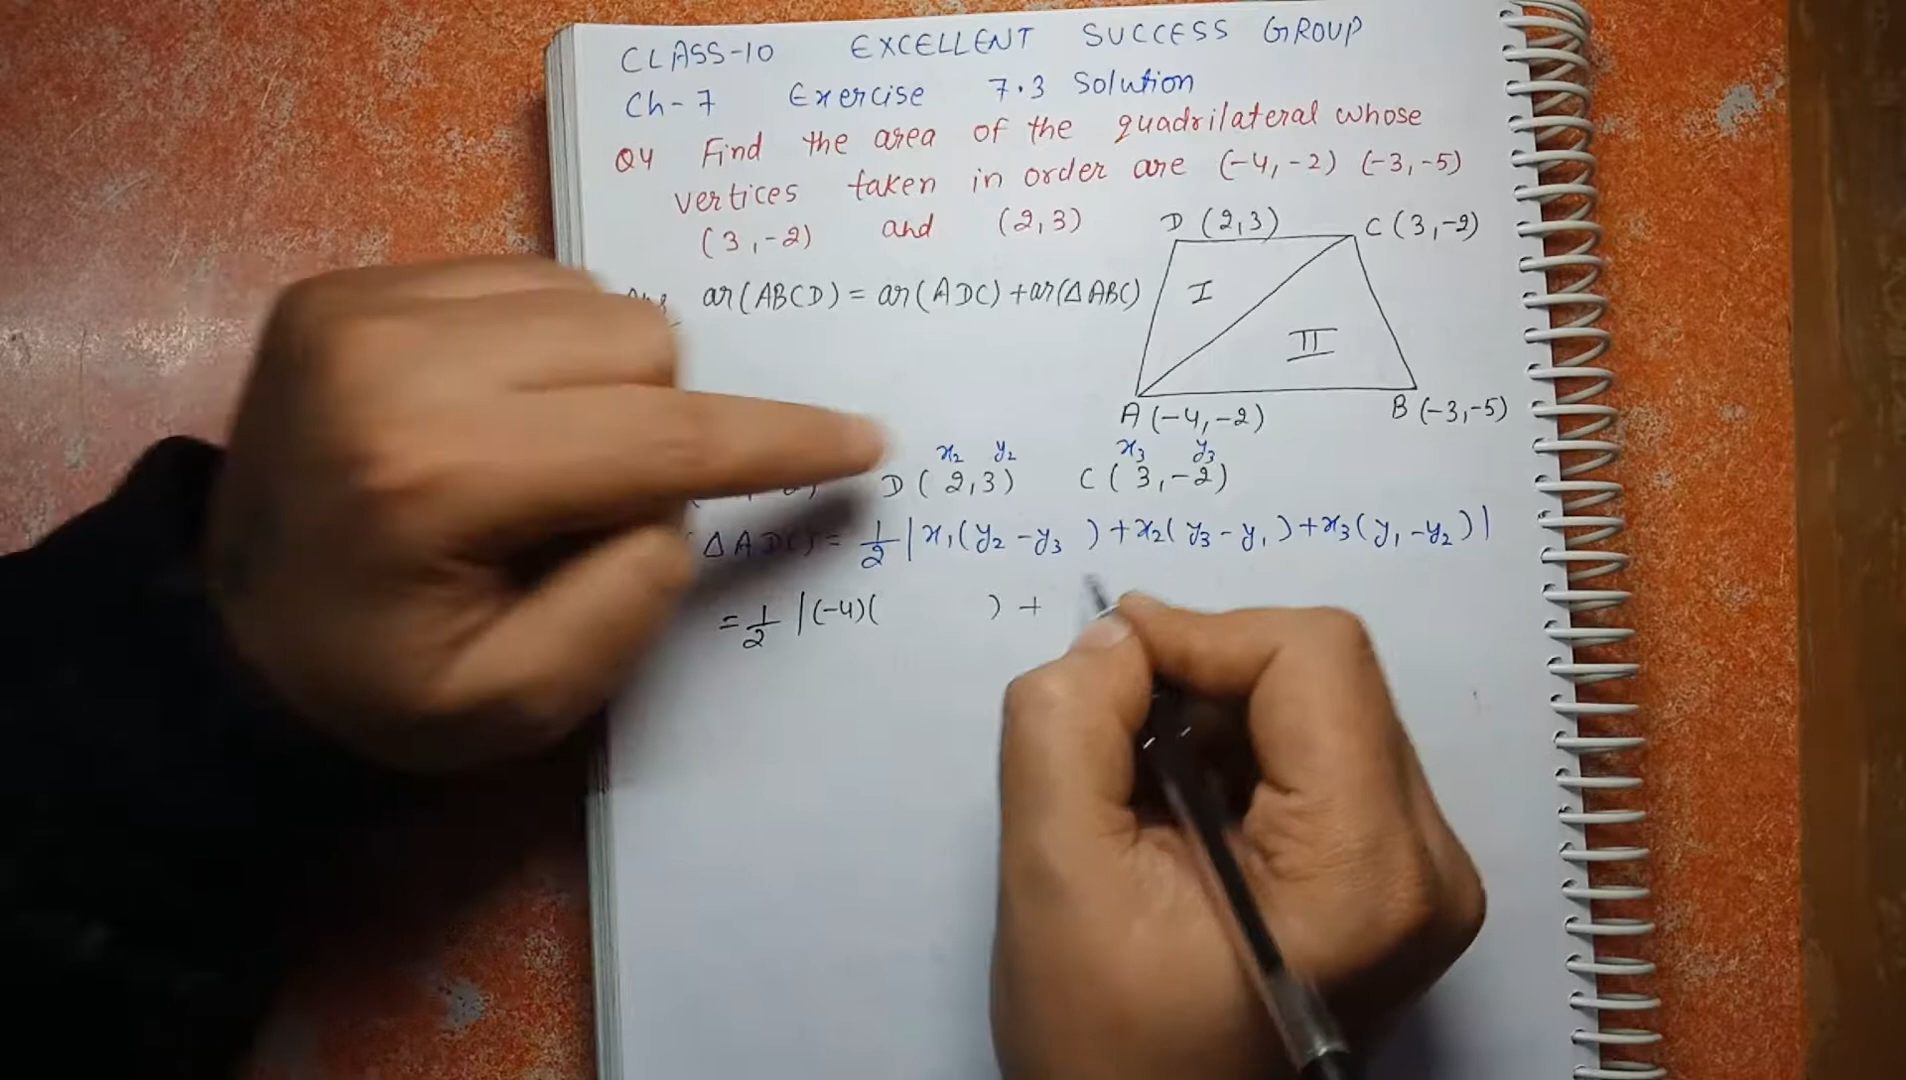 CLASS-10 EXCELLENT SUCCESS GROUP
Ch-7 Exercise 7.3 Solution
Q4 Find the area of the quadrilateral whose
vertices taken in order are (-4,-2) (-3,-5)
(3,-2) and (2,3)
D (2,3) C (3,-2)
ar(ABCD) = ar(ADC) + ar(△ABC)
I
II
A (-4,-2) B (-3,-5)
x₂ y₂ x₃ y₃
D (2,3) C (3,-2)
(△ADC) = 1/2 | x₁(y₂ - y₃ ) + x₂( y₃ - y₁ ) + x₃( y₁ - y₂ ) |
= 1/2 | (-4)( ) +